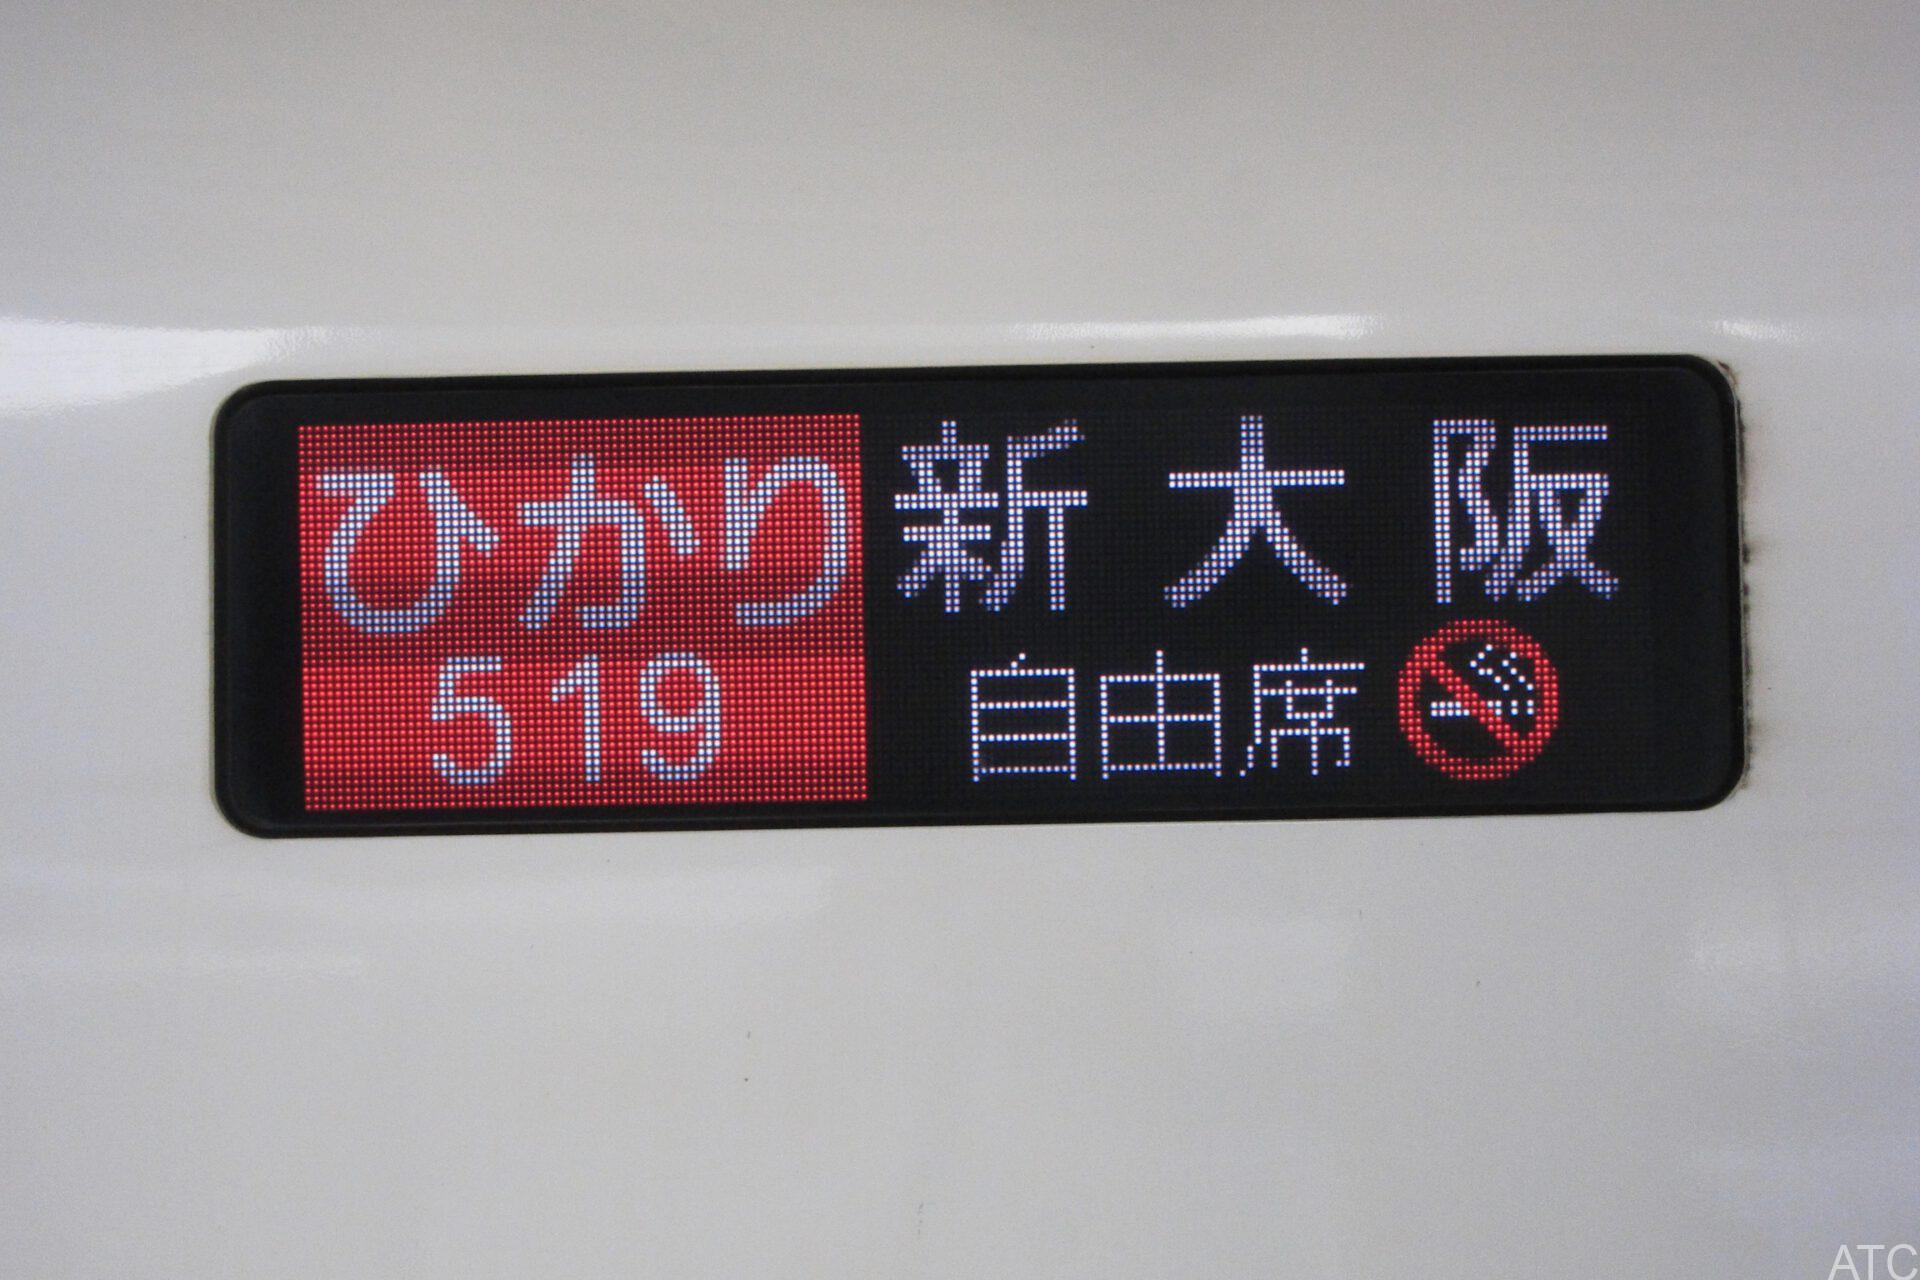 ひかり 新大阪
519 自由席
ATC